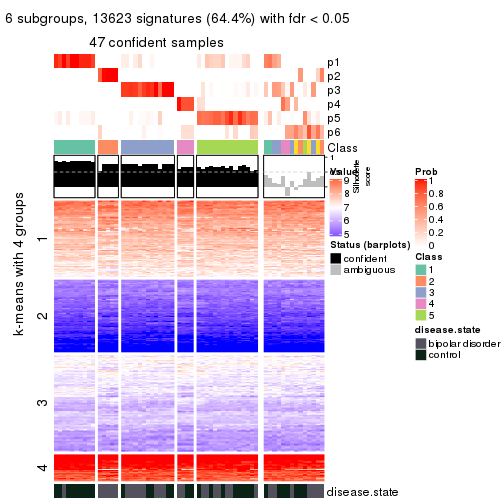 6 subgroups, 13623 signatures (64.4%) with fdr < 0.05
47 confident samples
p1
p2
p3
p4
p5
p6
Class
1
Silhouette
score
k-means with 4 groups
1
2
3
4
disease.state
Value
9
8
7
6
5
Status (barplots)
confident
ambiguous
Prob
1
0.8
0.6
0.4
0.2
0
Class
1
2
3
4
5
disease.state
bipolar disorder
control